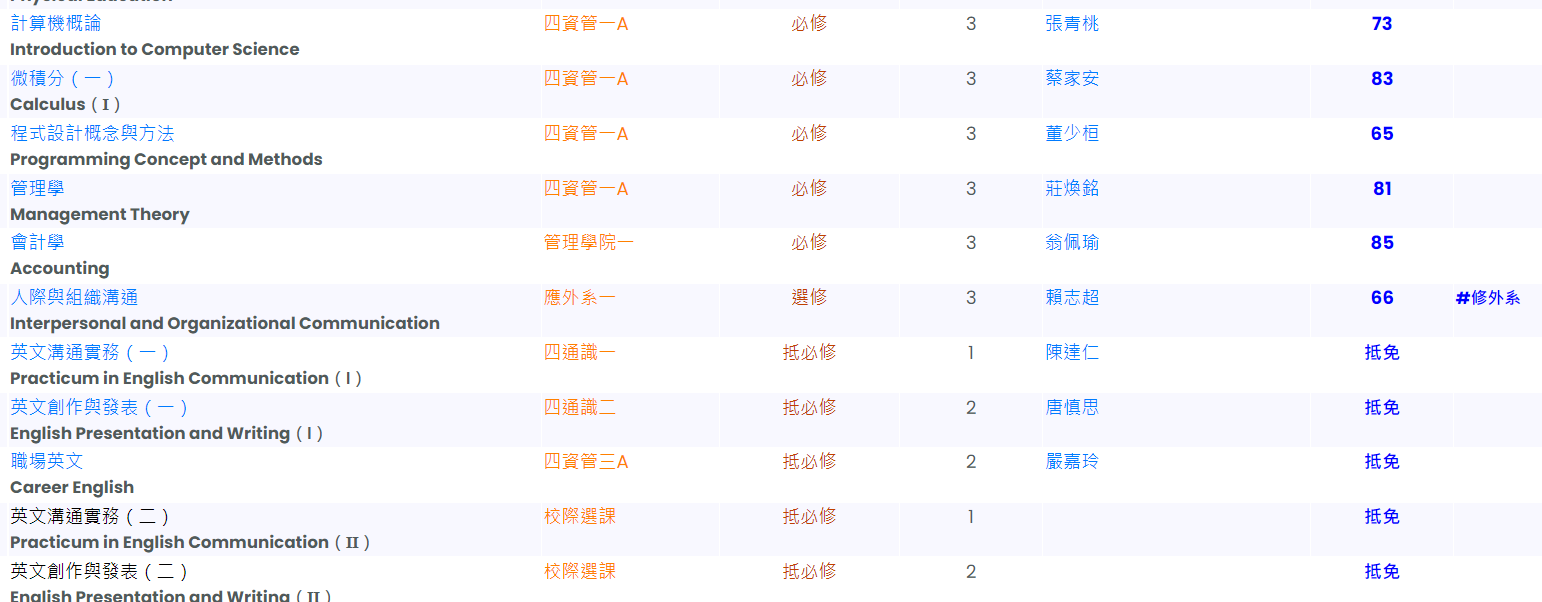 Physical Education
計算機概論 四資管一A 必修 3 張青桃 73
Introduction to Computer Science
微積分（一） 四資管一A 必修 3 蔡家安 83
Calculus（I）
程式設計概念與方法 四資管一A 必修 3 董少桓 65
Programming Concept and Methods
管理學 四資管一A 必修 3 莊煥銘 81
Management Theory
會計學 管理學院一 必修 3 翁佩瑜 85
Accounting
人際與組織溝通 應外系一 選修 3 賴志超 66 #修外系
Interpersonal and Organizational Communication
英文溝通實務（一） 四通識一 抵必修 1 陳達仁 抵免
Practicum in English Communication（I）
英文創作與發表（一） 四通識二 抵必修 2 唐慎思 抵免
English Presentation and Writing（I）
職場英文 四資管三A 抵必修 2 嚴嘉玲 抵免
Career English
英文溝通實務（二） 校際選課 抵必修 1 抵免
Practicum in English Communication（II）
英文創作與發表（二） 校際選課 抵必修 2 抵免
English Presentation and Writing（II）